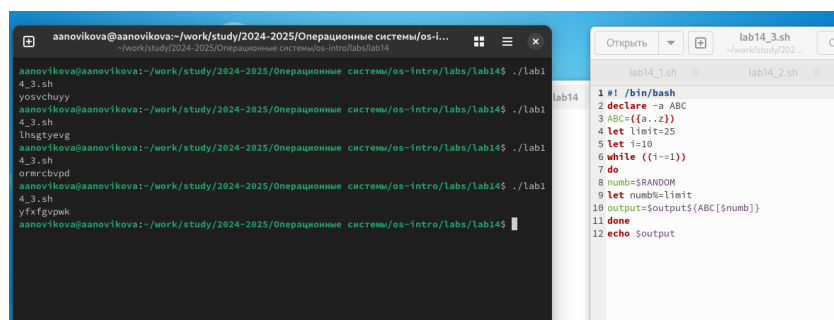 aanovikova@aanovikova:~/work/study/2024-2025/Операционные системы/os-i...
~/work/study/2024-2025/Операционные системы/os-intro/labs/lab14
aanovikova@aanovikova:~/work/study/2024-2025/Операционные системы/os-intro/labs/lab14$ ./lab1
4_3.sh
yosvchuyy
aanovikova@aanovikova:~/work/study/2024-2025/Операционные системы/os-intro/labs/lab14$ ./lab1
4_3.sh
lhsgtyevg
aanovikova@aanovikova:~/work/study/2024-2025/Операционные системы/os-intro/labs/lab14$ ./lab1
4_3.sh
ormrcbvpd
aanovikova@aanovikova:~/work/study/2024-2025/Операционные системы/os-intro/labs/lab14$ ./lab1
4_3.sh
yfxfgvpwk
aanovikova@aanovikova:~/work/study/2024-2025/Операционные системы/os-intro/labs/lab14$
lab14
Открыть
lab14_3.sh
~/work/study/202...
lab14_1.sh
lab14_2.sh
1 #! /bin/bash
2 declare -a ABC
3 ABC=({a..z})
4 let limit=25
5 let i=10
6 while ((i-=1))
7 do
8 numb=$RANDOM
9 let numb%=limit
10 output=$output${ABC[$numb]}
11 done
12 echo $output